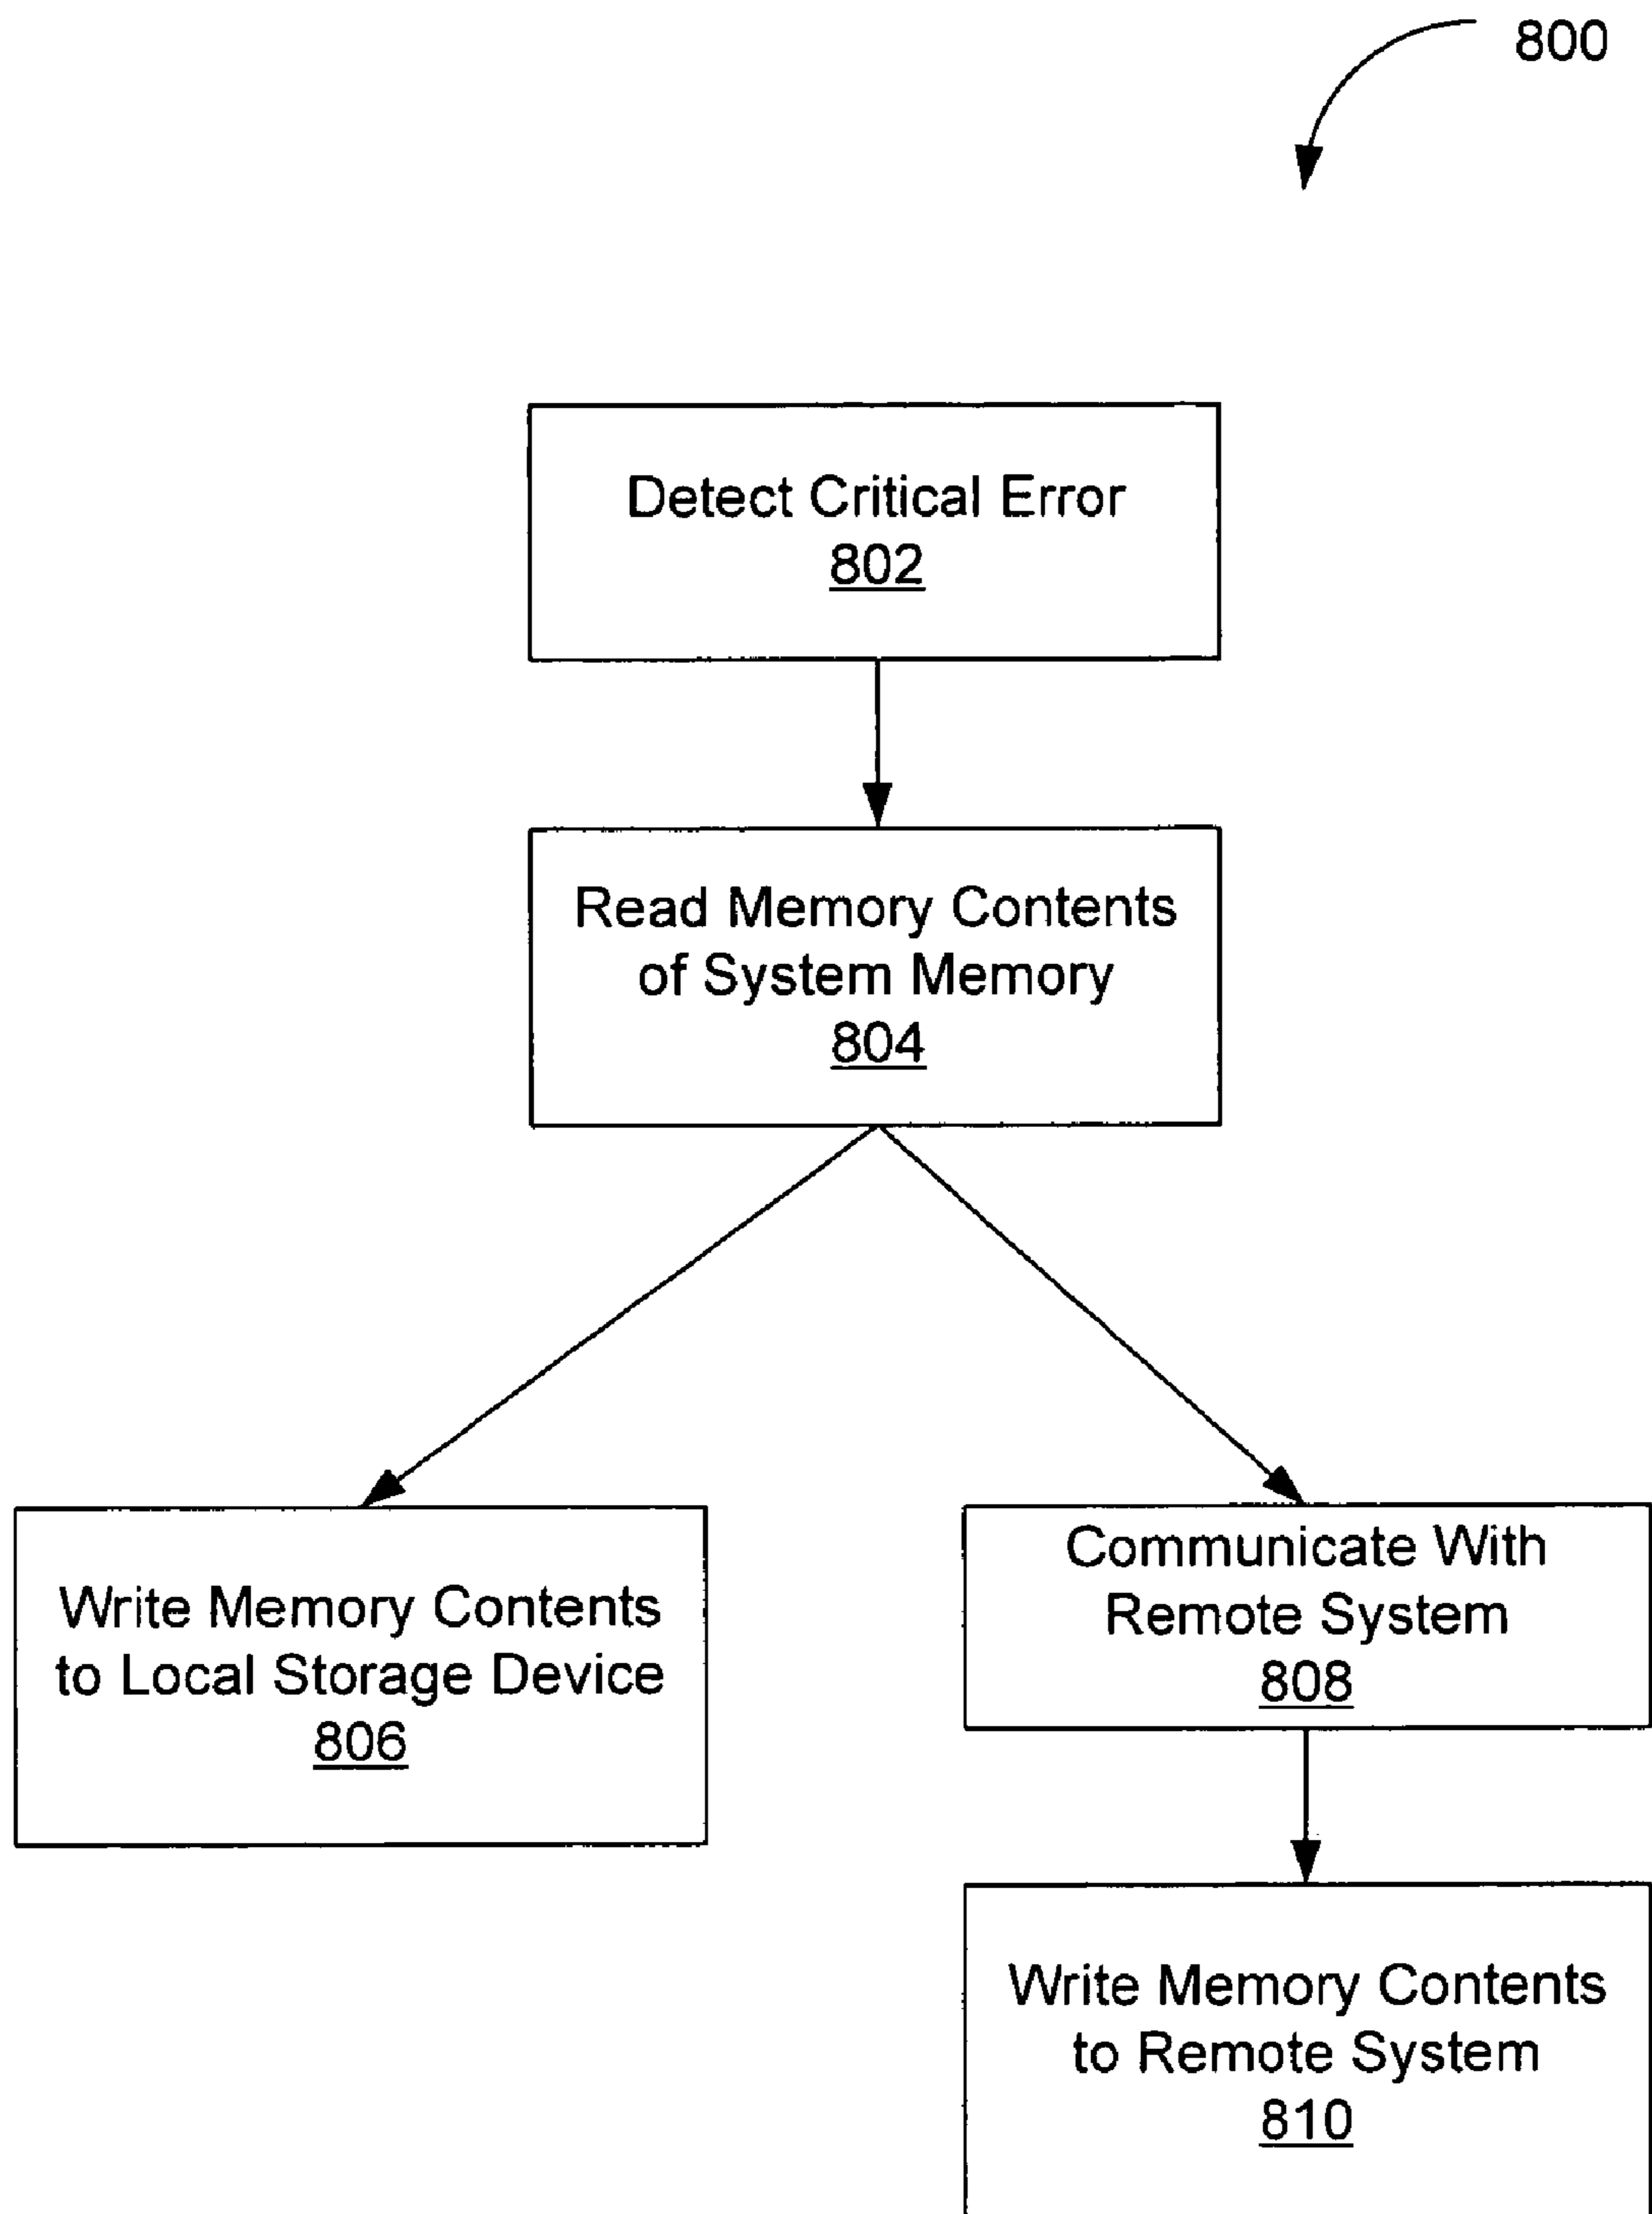 800
Detect Critical Error
802
Read Memory Contents
of System Memory
804
Write Memory Contents
to Local Storage Device
806
Communicate With
Remote System
808
Write Memory Contents
to Remote System
810